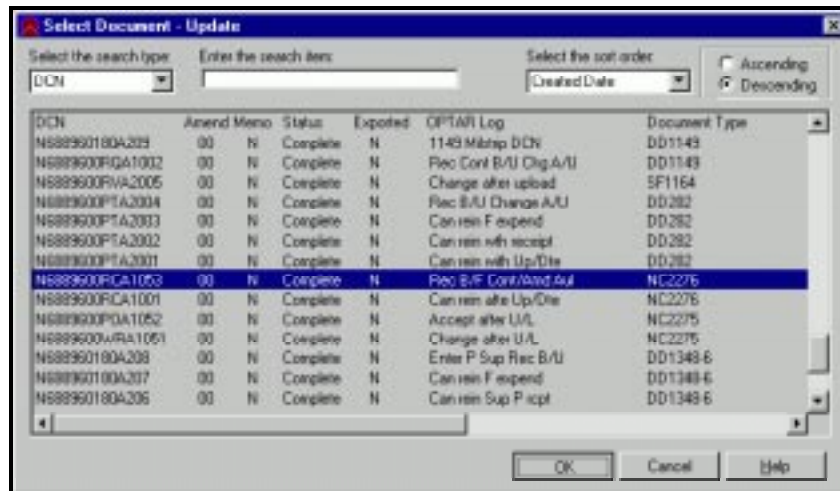 Select Document - Update
Select the search type: Enter the search item: Select the sort order:
DCN Created Date Ascending
Descending
DCN Amend Memo Status Exported OPTAR Log Document Type
N688960180A209 00 N Complete N 1149 Milstrip DCN DD1149
N6889600RQA1002 00 N Complete N Rec Cont B/U Chg A/U DD1149
N6889600RVA2005 00 N Complete N Change after upload SF1164
N6889600PTA2004 00 N Complete N Rec B/U Change A/U DD282
N6889600PTA2003 00 N Complete N Can rein F expend DD282
N6889600PTA2002 00 N Complete N Can rein wth receipt DD282
N6889600PTA2001 00 N Complete N Can rein with Up/Dte DD282
N6889600RCA1053 00 N Complete N Rec B/F Cont/Amd Aul NC2276
N6889600RCA1001 00 N Complete N Can rein afte Up/Dte NC2276
N6889600PDA1052 00 N Complete N Accept after U/L NC2275
N6889600WRA1051 00 N Complete N Change after U/L NC2275
N688960180A208 00 N Complete N Enter P Sup Rec B/U DD1348-6
N688960180A207 00 N Complete N Can rein F expend DD1348-6
N688960180A206 00 N Complete N Can rein Sup P rcpt DD1348-6
OK Cancel Help